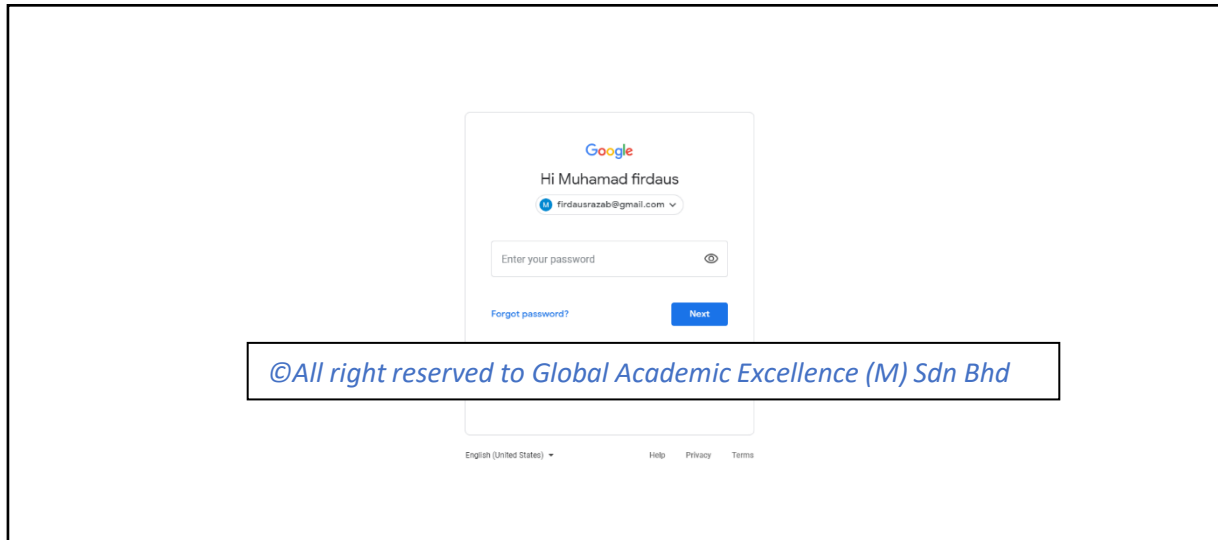 Google
Hi Muhamad firdaus
M firdausrazab@gmail.com
Enter your password
Forgot password? Next
©All right reserved to Global Academic Excellence (M) Sdn Bhd
English (United States) Help Privacy Terms